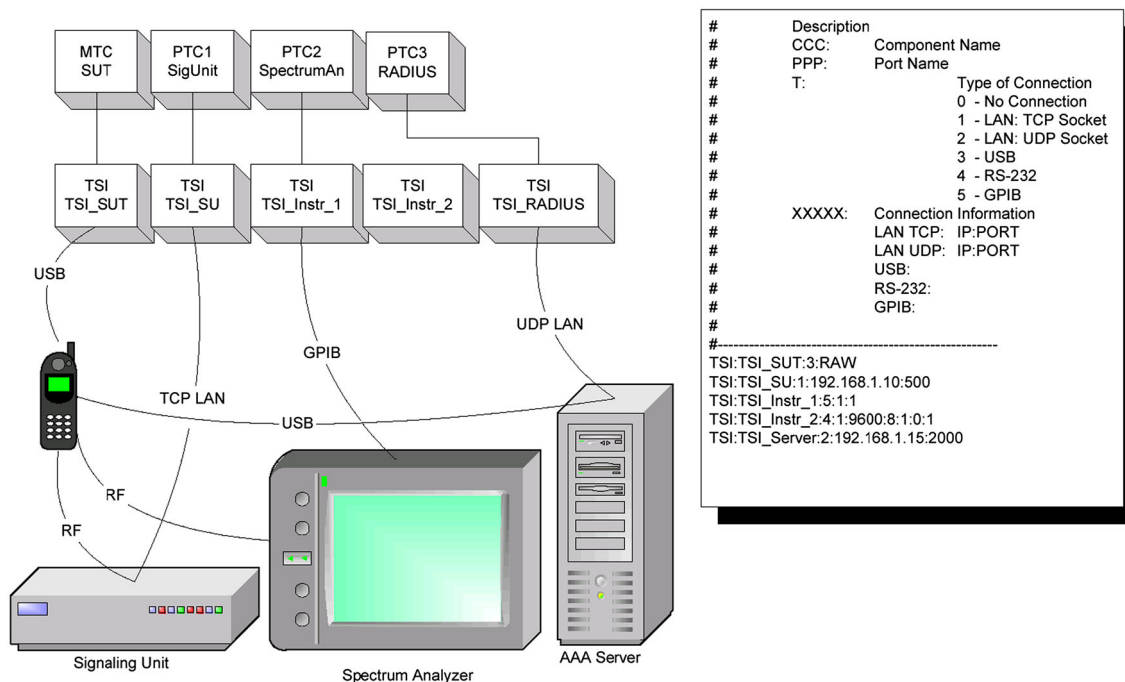 MTC
SUT
PTC1
SigUnit
PTC2
SpectrumAn
PTC3
RADIUS
TSI
TSI_SUT
TSI
TSI_SU
TSI
TSI_Instr_1
TSI
TSI_Instr_2
TSI
TSI_RADIUS
USB
UDP LAN
GPIB
TCP LAN
USB
RF
RF
Signaling Unit
Spectrum Analyzer
AAA Server
# Description
# CCC: Component Name
# PPP: Port Name
# T: Type of Connection
# 0 - No Connection
# 1 - LAN: TCP Socket
# 2 - LAN: UDP Socket
# 3 - USB
# 4 - RS-232
# 5 - GPIB
# XXXXX: Connection Information
# LAN TCP: IP:PORT
# LAN UDP: IP:PORT
# USB:
# RS-232:
# GPIB:
#
#------------------------------------------------------
TSI:TSI_SUT:3:RAW
TSI:TSI_SU:1:192.168.1.10:500
TSI:TSI_Instr_1:5:1:1
TSI:TSI_Instr_2:4:1:9600:8:1:0:1
TSI:TSI_Server:2:192.168.1.15:2000